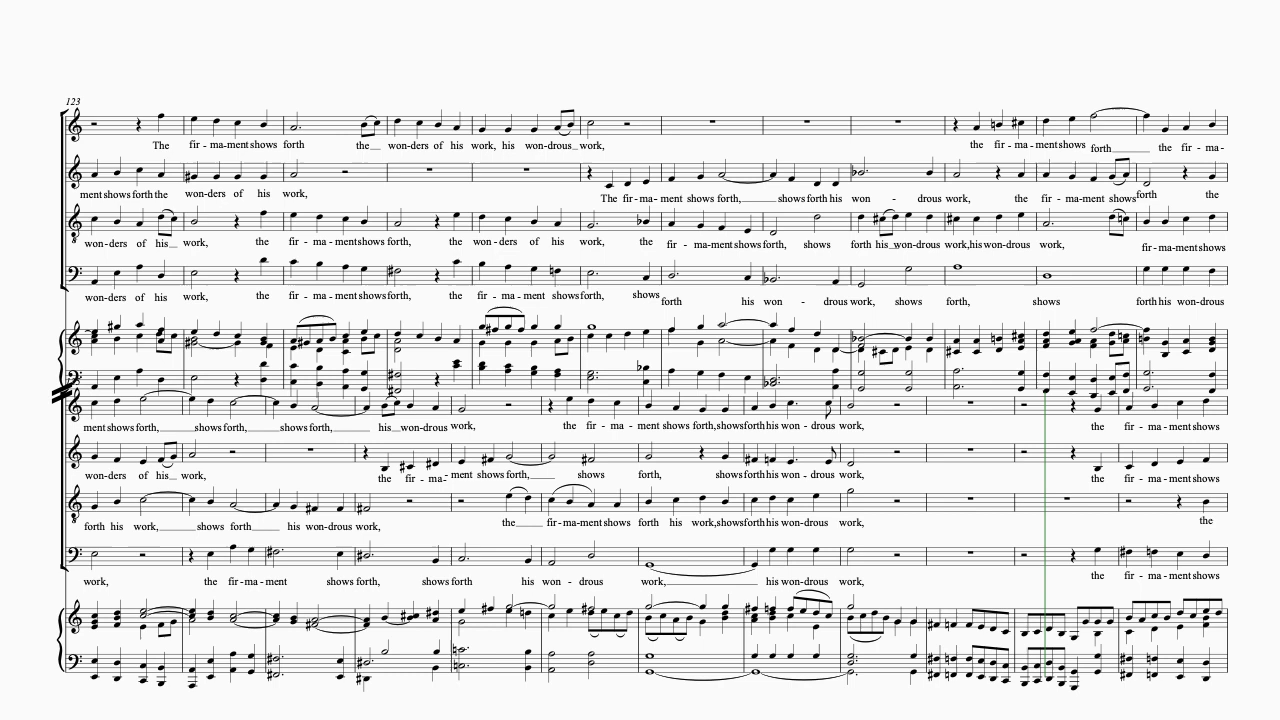 123
The fir - ma - ment shows forth the wonders of his work, his won-drous work, the fir - ma - ment shows forth the fir - ma-
ment shows forth the won-ders of his work, The fir - ma - ment shows forth, shows forth his won - drous work, the fir - ma - ment shows forth the
won-ders of his work, the fir - ma - ment shows forth, the won - ders of his work, the fir - ma - ment shows forth, shows forth his won-drous work, his won-drous work, fir - ma - ment shows
won-ders of his work, the fir - ma - ment shows forth, the fir - ma - ment shows forth, shows forth his won - drous work, shows forth, shows forth his won-drous
ment shows forth, shows forth, shows forth, his won-drous work, the fir - ma - ment shows forth, shows forth his won - drous work, the fir - ma - ment shows
won-ders of his work, the fir - ma - ment shows forth, shows forth, shows forth his won-drous work, the fir - ma - ment shows
forth his work, shows forth his won-drous work, the fir - ma - ment shows forth his work, shows forth his won-drous work, the
work, the fir - ma - ment shows forth, shows forth his won - drous work, his won-drous work, the fir - ma - ment shows